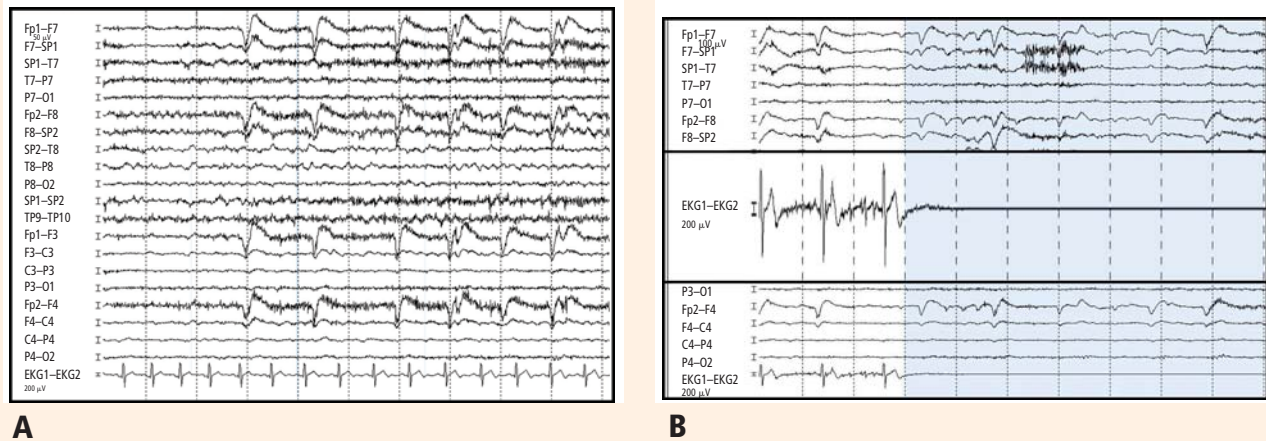 Fp1–F7
50 μV
F7–SP1
SP1–T7
T7–P7
P7–O1
Fp2–F8
F8–SP2
SP2–T8
T8–P8
P8–O2
SP1–SP2
TP9–TP10
Fp1–F3
F3–C3
C3–P3
P3–O1
Fp2–F4
F4–C4
C4–P4
P4–O2
EKG1–EKG2
200 μV
A
Fp1–F7
100 μV
F7–SP1
SP1–T7
T7–P7
P7–O1
Fp2–F8
F8–SP2
EKG1–EKG2
200 μV
P3–O1
Fp2–F4
F4–C4
C4–P4
P4–O2
EKG1–EKG2
200 μV
B